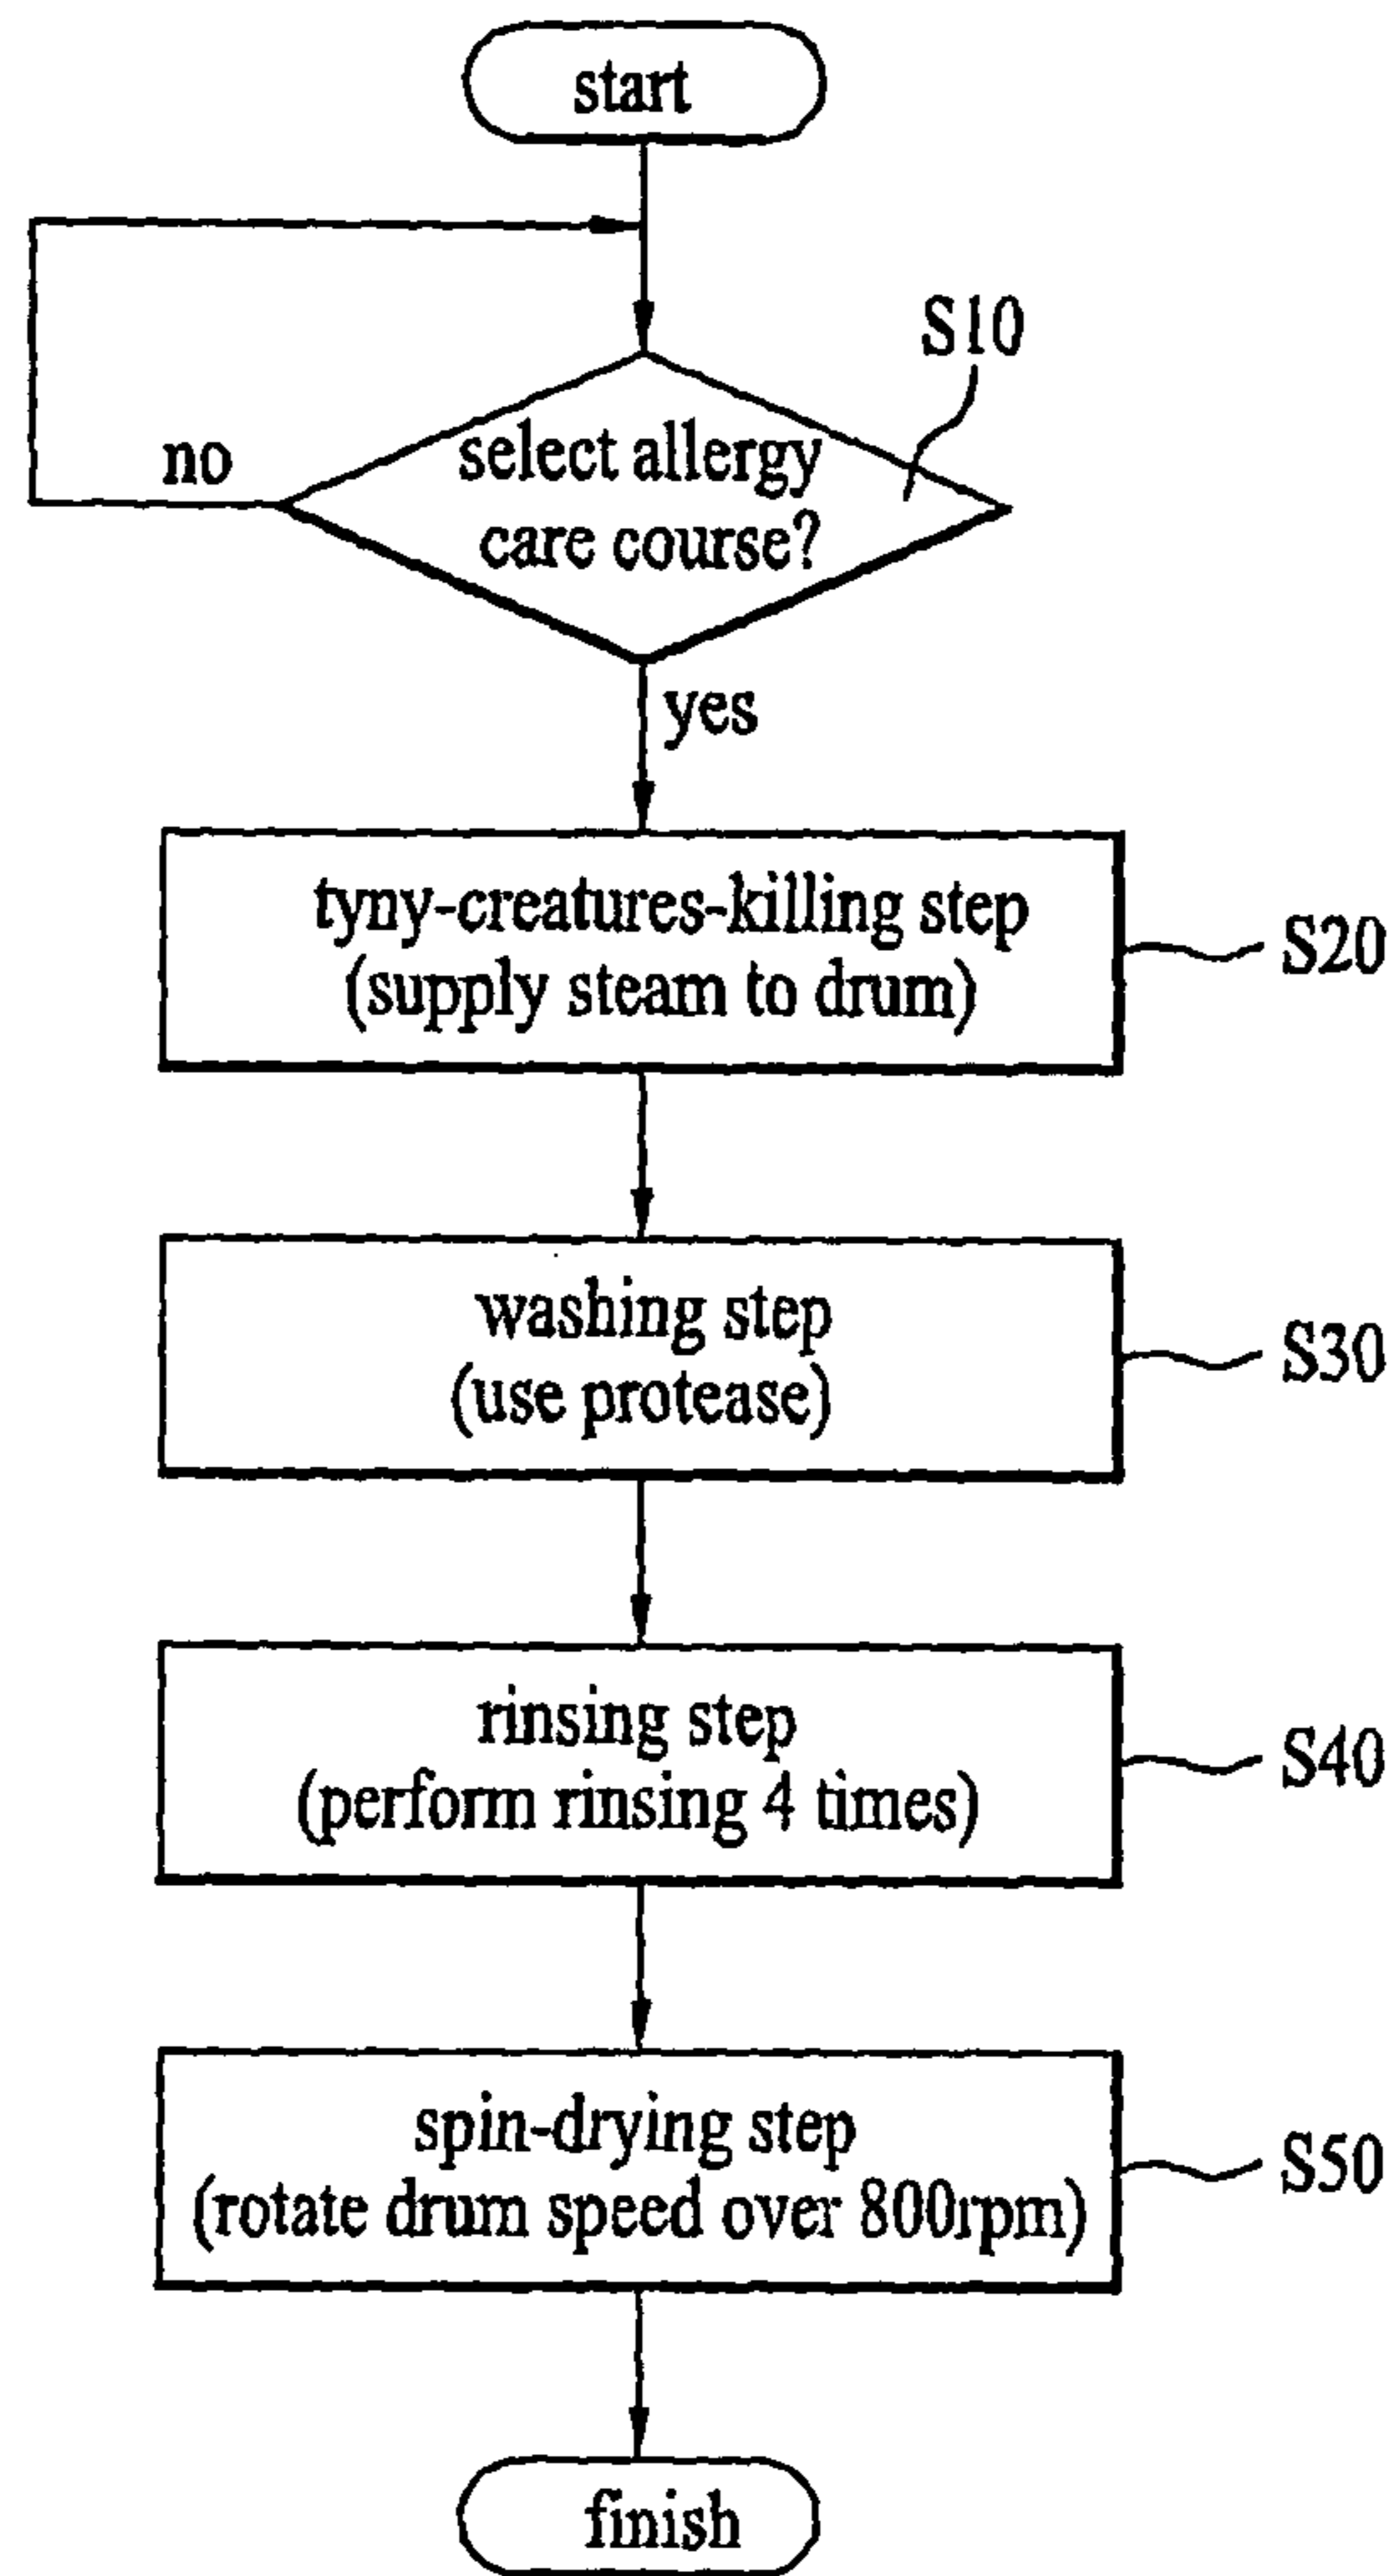 start
S10
no
select allergy
care course?
yes
tyny-creatures-killing step
(supply steam to drum)
S20
washing step
(use protease)
S30
rinsing step
(perform rinsing 4 times)
S40
spin-drying step
(rotate drum speed over 800rpm)
S50
finish